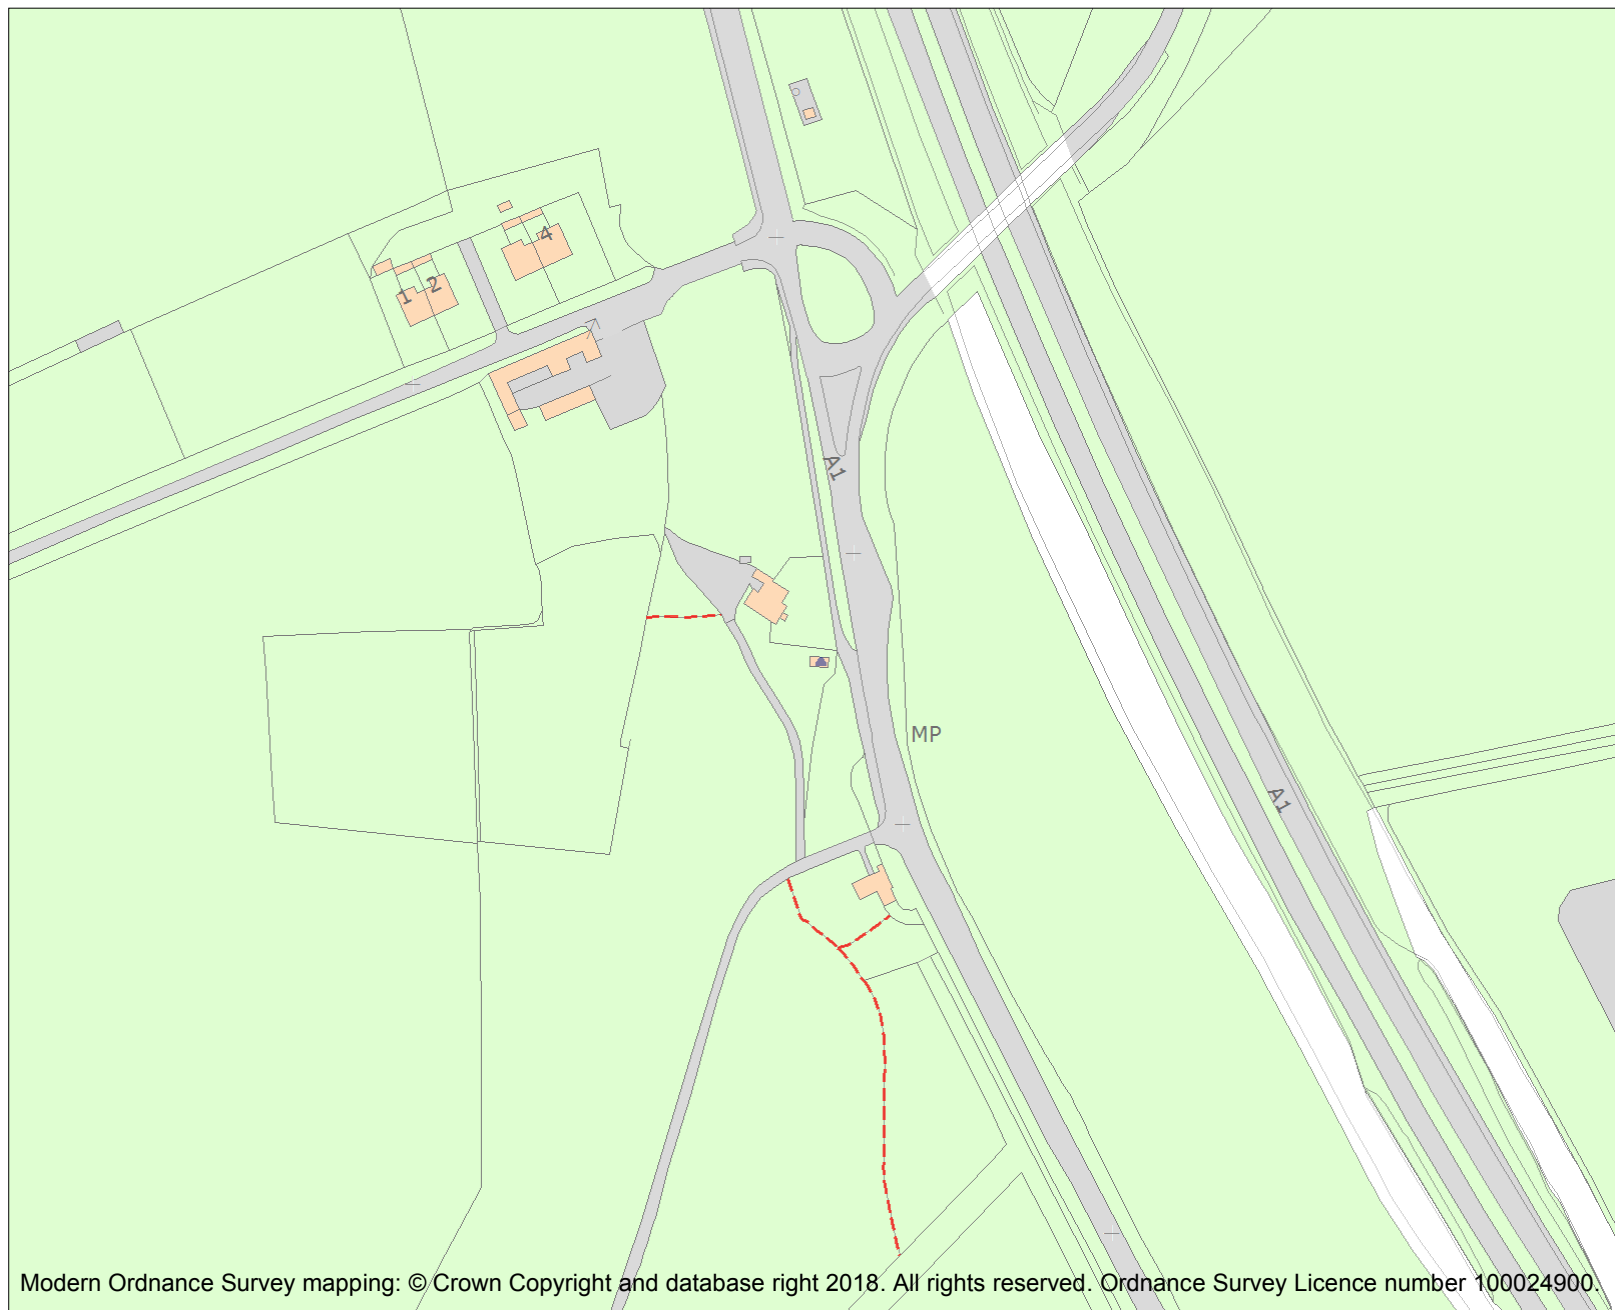 4
1
2
A1
MP
A1
Modern Ordnance Survey mapping: © Crown Copyright and database right 2018. All rights reserved. Ordnance Survey Licence number 100024900.